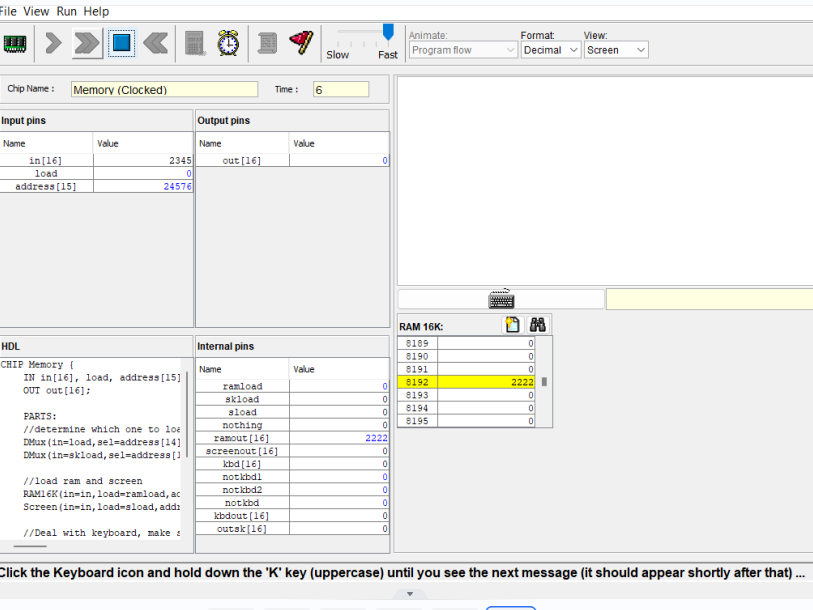 File View Run Help
Animate: Format: View:
Program flow Decimal Screen
Slow Fast
Chip Name : Memory (Clocked) Time : 6
Input pins
Name Value
in[16] 2345
load 0
address[15] 24576
Output pins
Name Value
out[16] 0
HDL
CHIP Memory {
IN in[16], load, address[15]
OUT out[16];
PARTS:
//determine which one to loa
DMux(in=load,sel=address[14]
DMux(in=skload,sel=address[1
//load ram and screen
RAM16K(in=in,load=ramload,ad
Screen(in=in,load=sload,addr
//Deal with keyboard, make s
Internal pins
Name Value
ramload 0
skload 0
sload 0
nothing 0
ramout[16] 2222
screenout[16] 0
kbd[16] 0
notkbd1 0
notkbd2 0
notkbd 0
kbdout[16] 0
outsk[16] 0
RAM 16K:
8189 0
8190 0
8191 0
8192 2222
8193 0
8194 0
8195 0
Click the Keyboard icon and hold down the 'K' key (uppercase) until you see the next message (it should appear shortly after that) ...